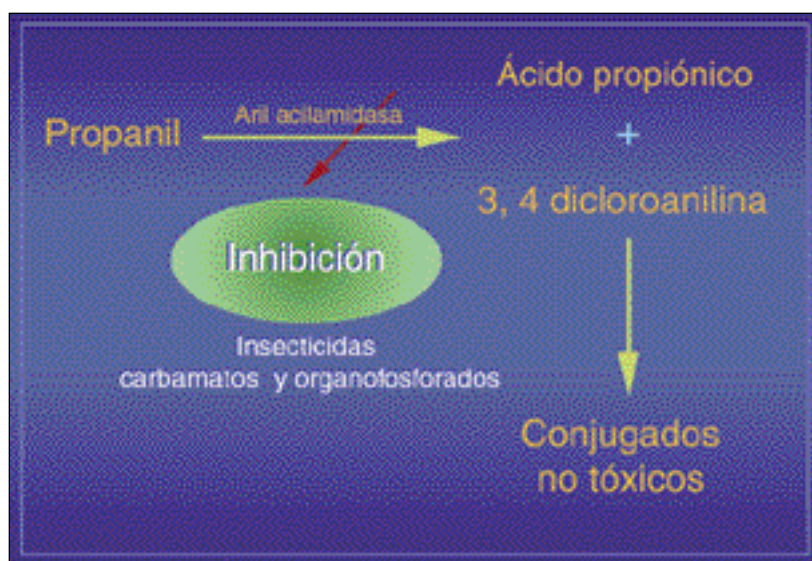 Ácido propiónico
Propanil
Aril acilamidasa
+
3, 4 dicloroanilina
Inhibición
Insecticidas
carbamatos y organofosforados
Conjugados
no tóxicos